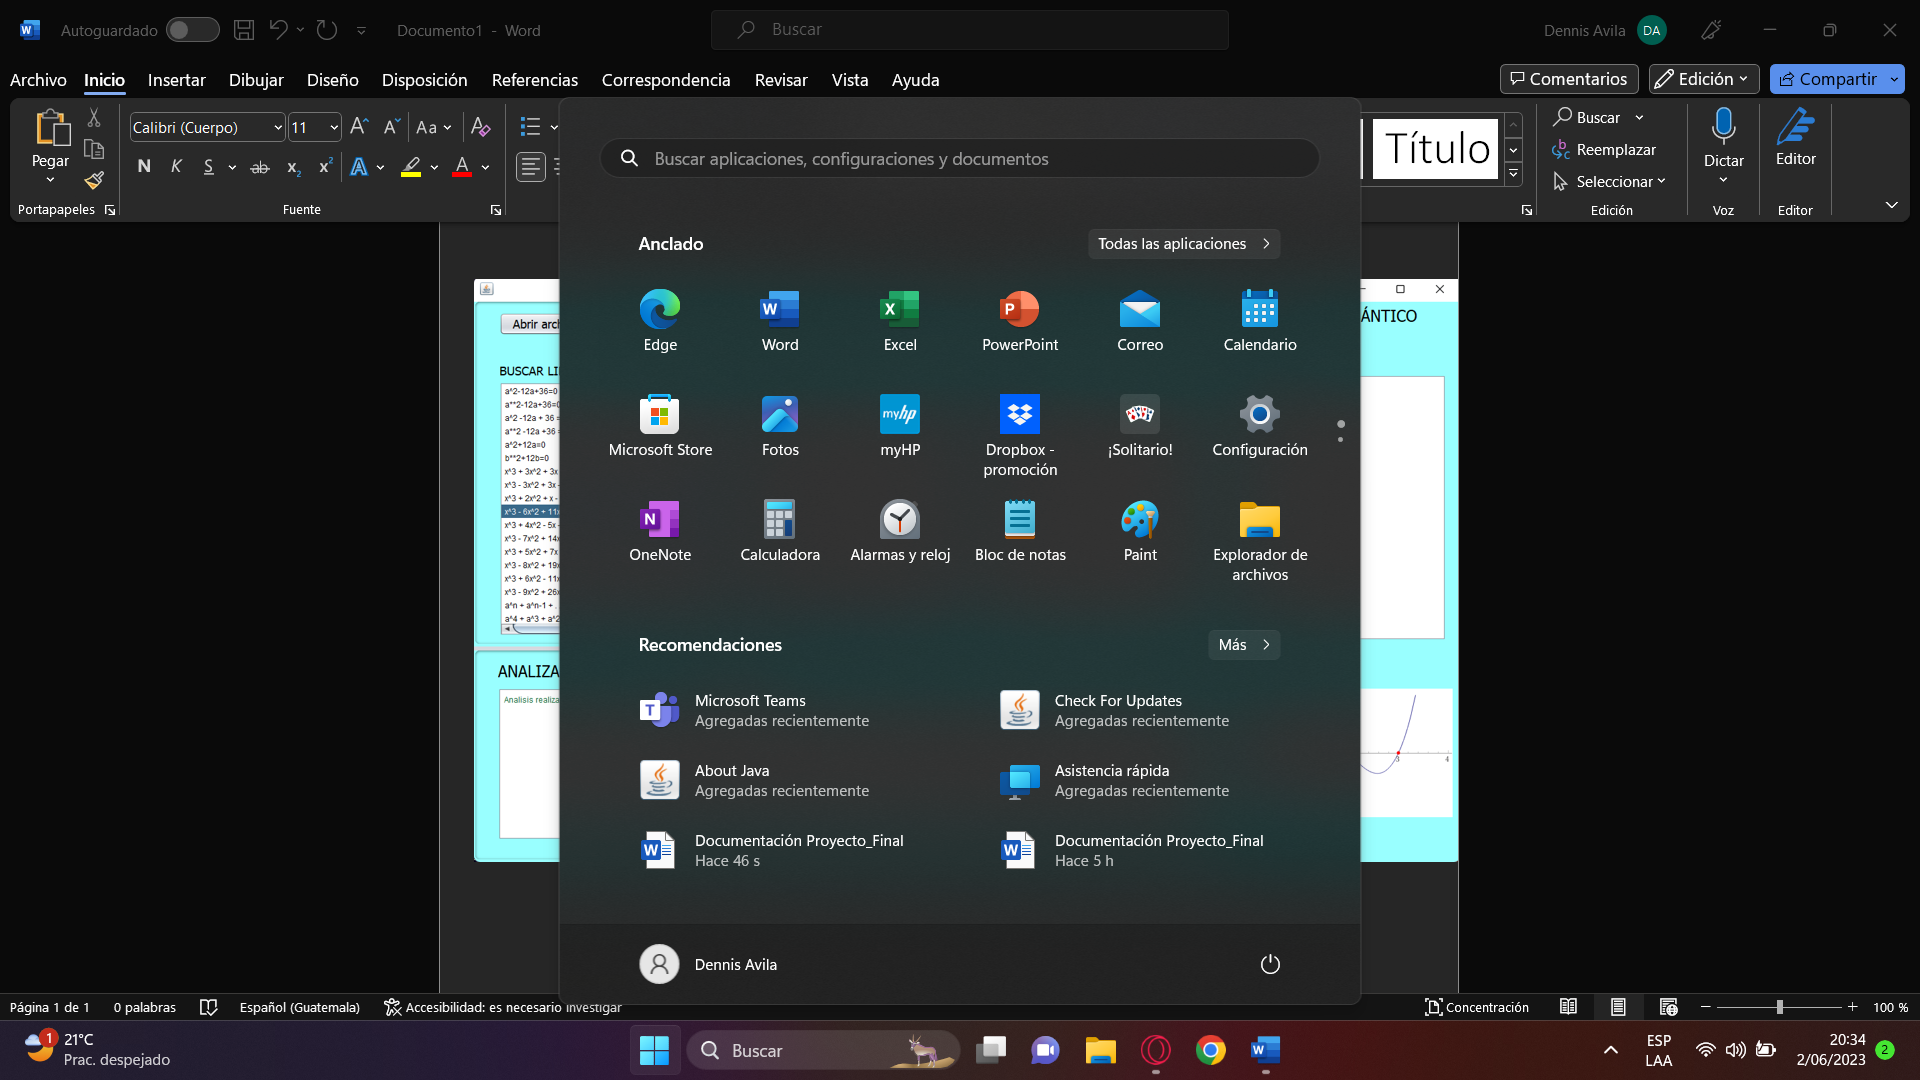 Autoguardado
Documento1 - Word
Buscar
Dennis Avila
DA
Archivo
Inicio
Insertar
Dibujar
Diseño
Disposición
Referencias
Correspondencia
Revisar
Vista
Ayuda
Comentarios
Edición
Compartir
Pegar
Calibri (Cuerpo)
11
Portapapeles
Fuente
Título
Buscar
Reemplazar
Seleccionar
Edición
Dictar
Voz
Editor
Editor
Buscar aplicaciones, configuraciones y documentos
Anclado
Todas las aplicaciones
Edge
Word
Excel
PowerPoint
Correo
Calendario
Microsoft Store
Fotos
myHP
Dropbox -
promoción
¡Solitario!
Configuración
OneNote
Calculadora
Alarmas y reloj
Bloc de notas
Paint
Explorador de
archivos
Recomendaciones
Más
Microsoft Teams
Agregadas recientemente
Check For Updates
Agregadas recientemente
About Java
Agregadas recientemente
Asistencia rápida
Agregadas recientemente
Documentación Proyecto_Final
Hace 46 s
Documentación Proyecto_Final
Hace 5 h
Dennis Avila
Abrir arch
BUSCAR LI
a^2-12a+36=0
a**2-12a+36=0
a^2 -12a + 36 =
a**2 -12a +36 =
a^2+12a=0
b**2+12b=0
x^3 + 3x^2 + 3x
x^3 - 3x^2 + 3x -
x^3 + 2x^2 + x -
x^3 - 6x^2 + 11x
x^3 + 4x^2 - 5x -
x^3 - 7x^2 + 14x
x^3 + 5x^2 + 7x
x^3 - 8x^2 + 19x
x^3 + 6x^2 - 11x
x^3 - 9x^2 + 26x
a^n + a^n-1 + .
a^4 + a^3 + a^2
ANALIZA
Analisis realiza
ÁNTICO
3
4
Página 1 de 1
0 palabras
Español (Guatemala)
Accesibilidad: es necesario investigar
Concentración
100 %
1
21°C
Prac. despejado
Buscar
ESP
LAA
20:34
2/06/2023
2